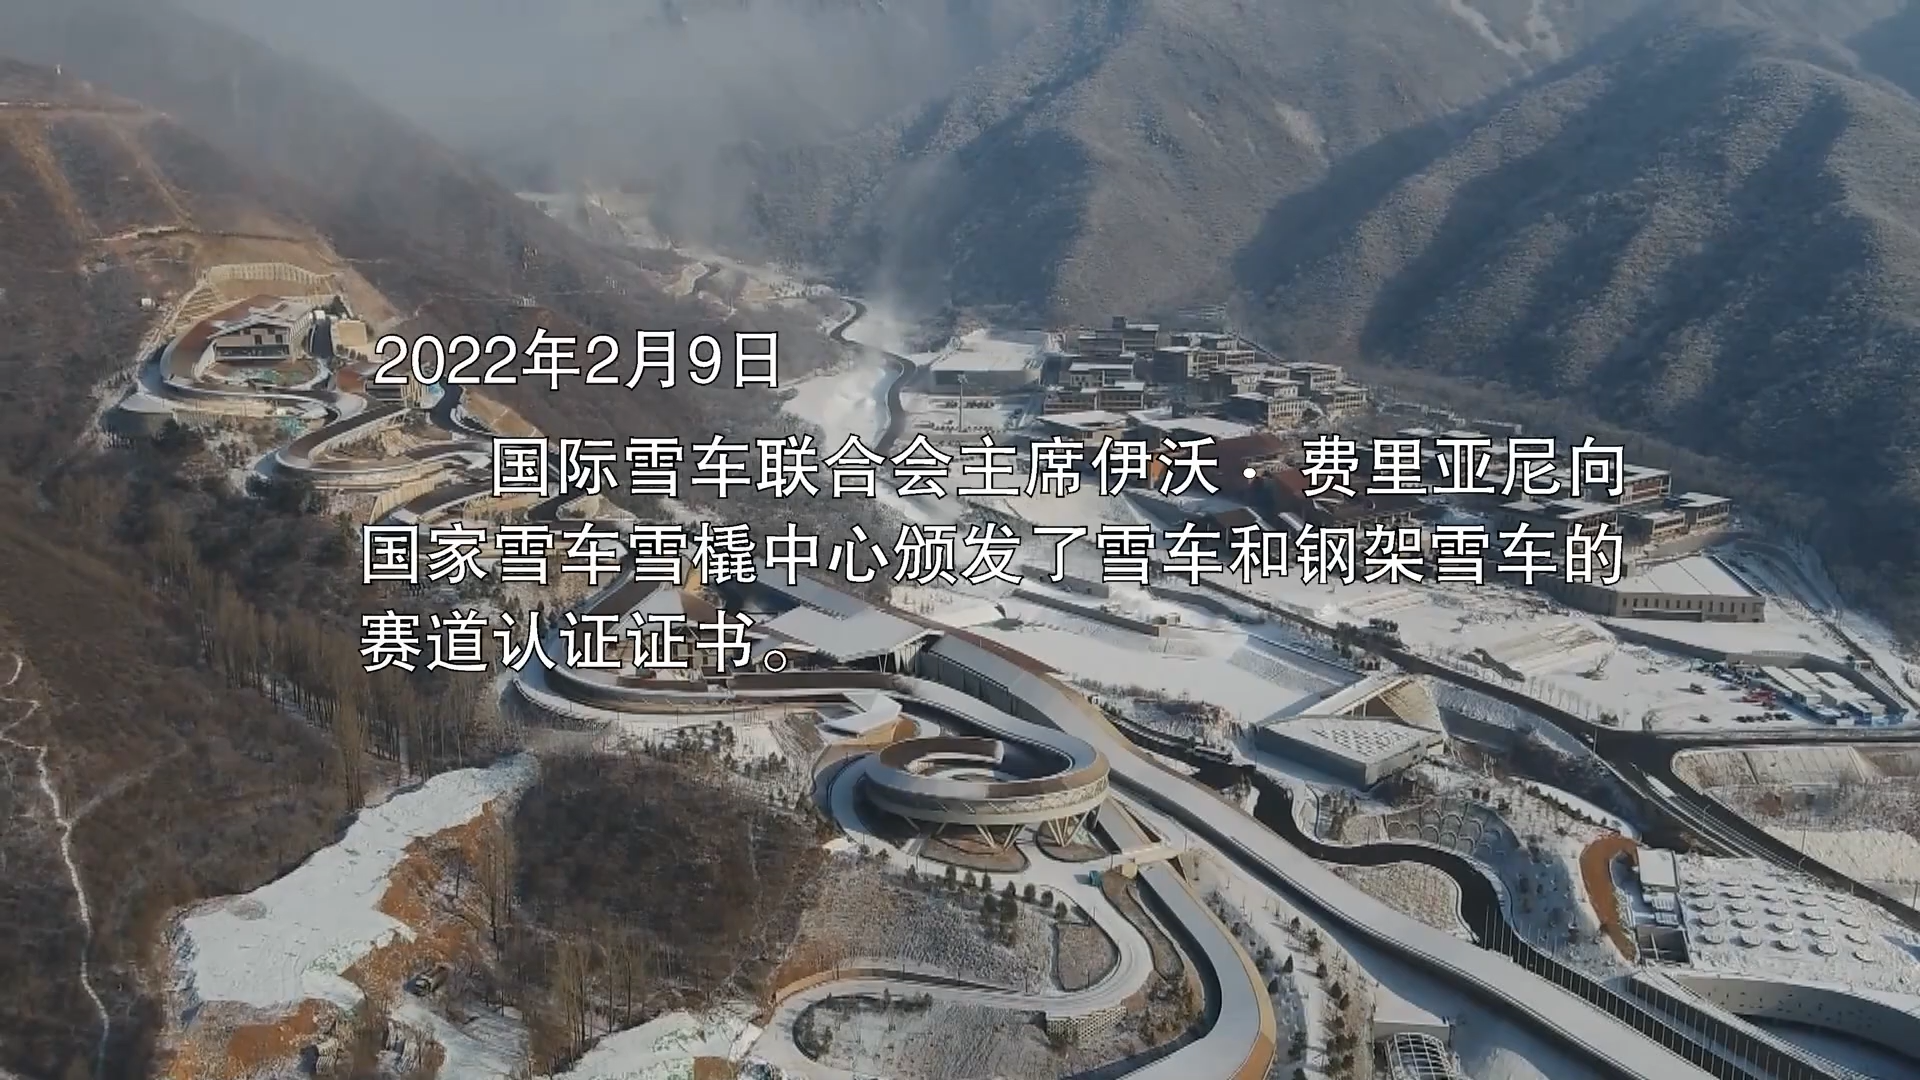 2022年2月9日
国际雪车联合会主席伊沃·费里亚尼向
国家雪车雪橇中心颁发了雪车和钢架雪车的
赛道认证证书。